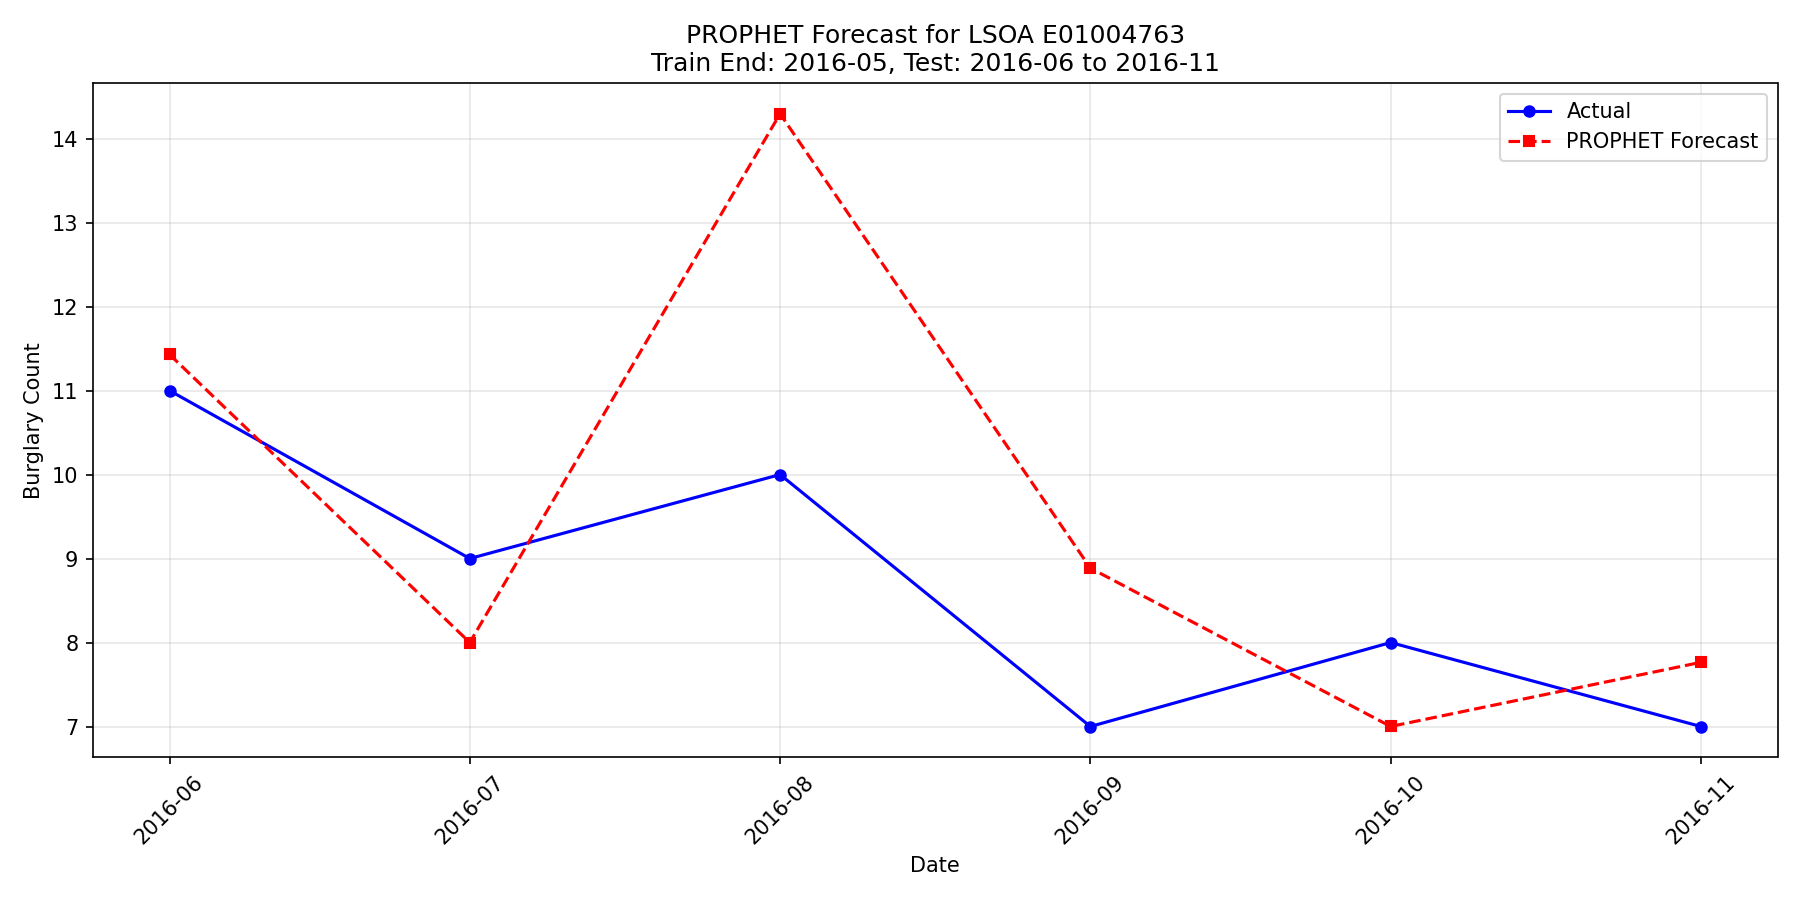 PROPHET Forecast for LSOA E01004763
Train End: 2016-05, Test: 2016-06 to 2016-11
Actual
PROPHET Forecast
Burglary Count
14
13
12
11
10
9
8
7
2016-06
2016-07
2016-08
2016-09
2016-10
2016-11
Date